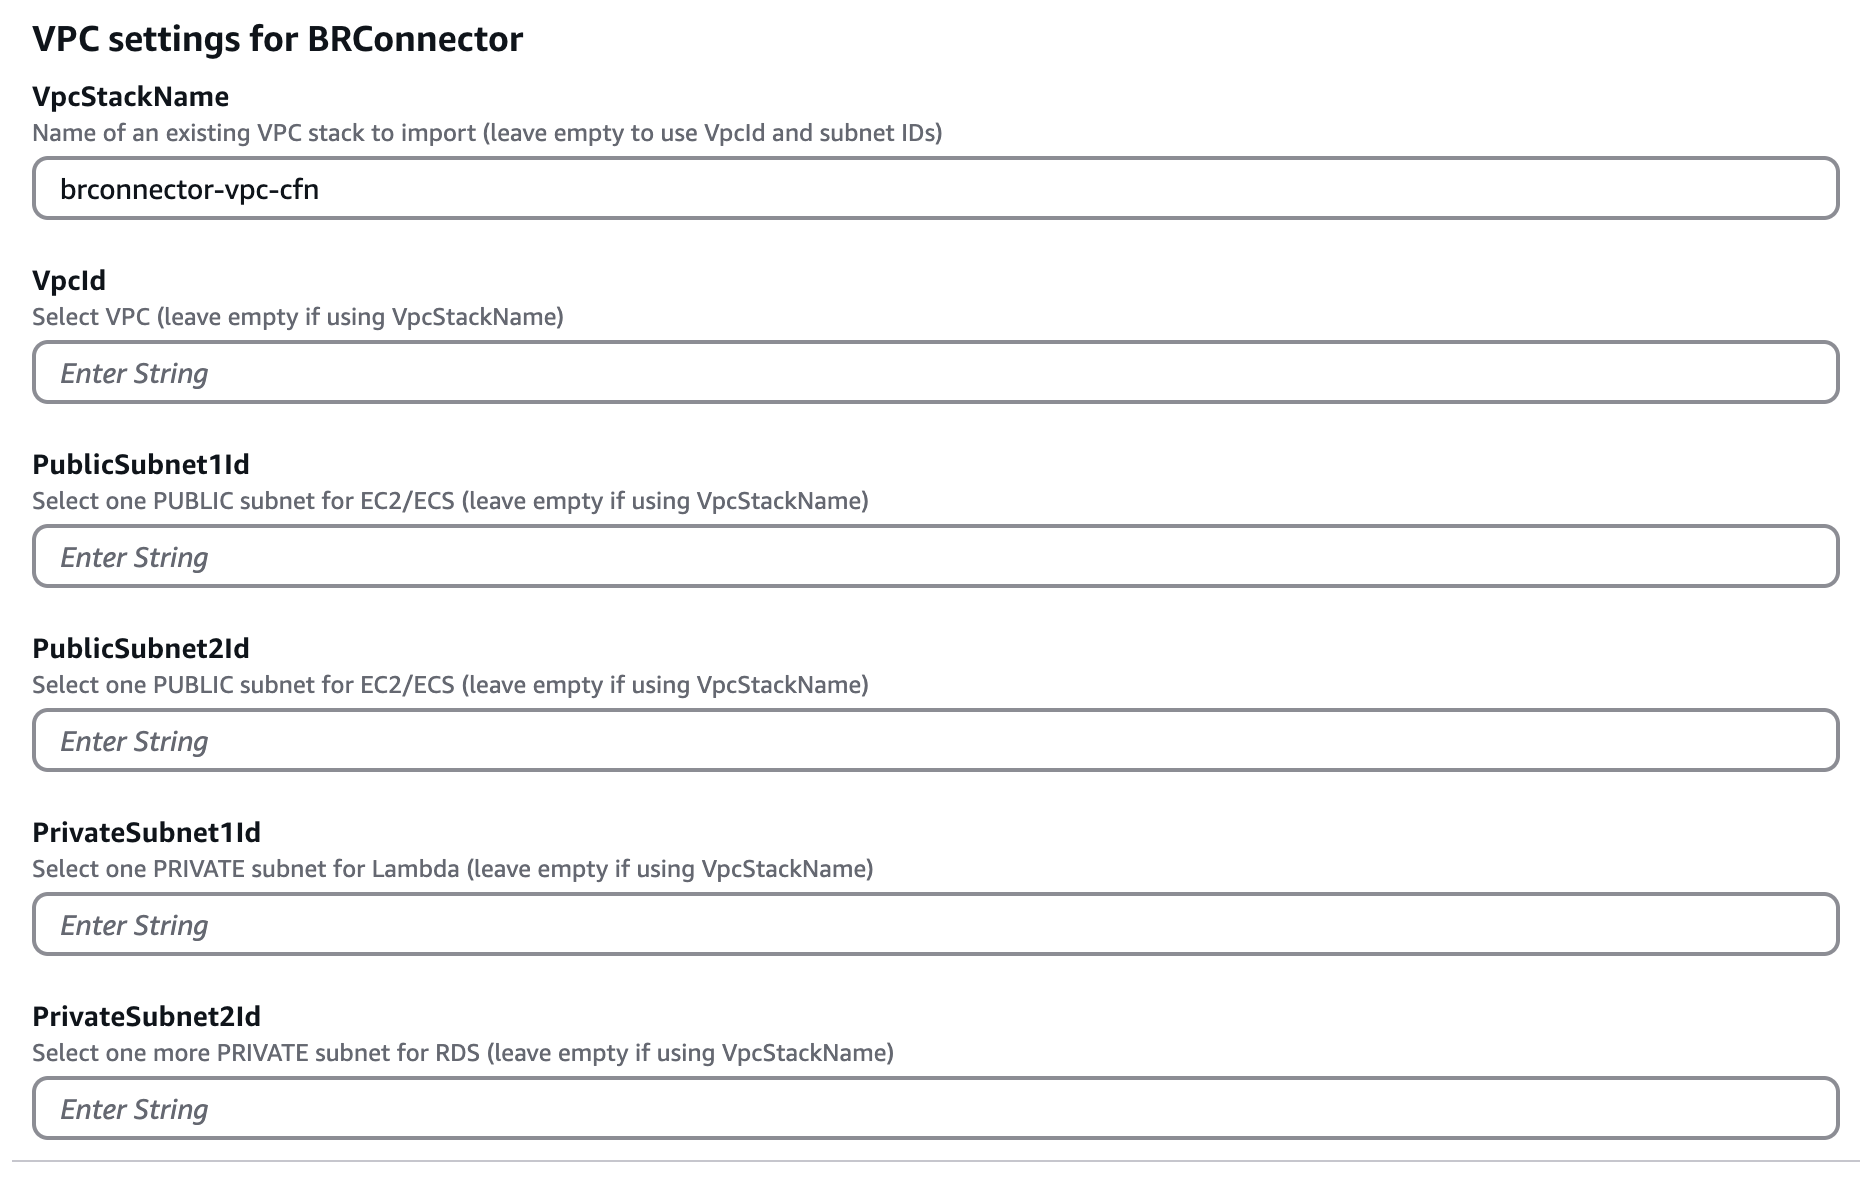 VPC settings for BRConnector
VpcStackName
Name of an existing VPC stack to import (leave empty to use VpcId and subnet IDs)
brconnector-vpc-cfn
VpcId
Select VPC (leave empty if using VpcStackName)
Enter String
PublicSubnet1Id
Select one PUBLIC subnet for EC2/ECS (leave empty if using VpcStackName)
Enter String
PublicSubnet2Id
Select one PUBLIC subnet for EC2/ECS (leave empty if using VpcStackName)
Enter String
PrivateSubnet1Id
Select one PRIVATE subnet for Lambda (leave empty if using VpcStackName)
Enter String
PrivateSubnet2Id
Select one more PRIVATE subnet for RDS (leave empty if using VpcStackName)
Enter String